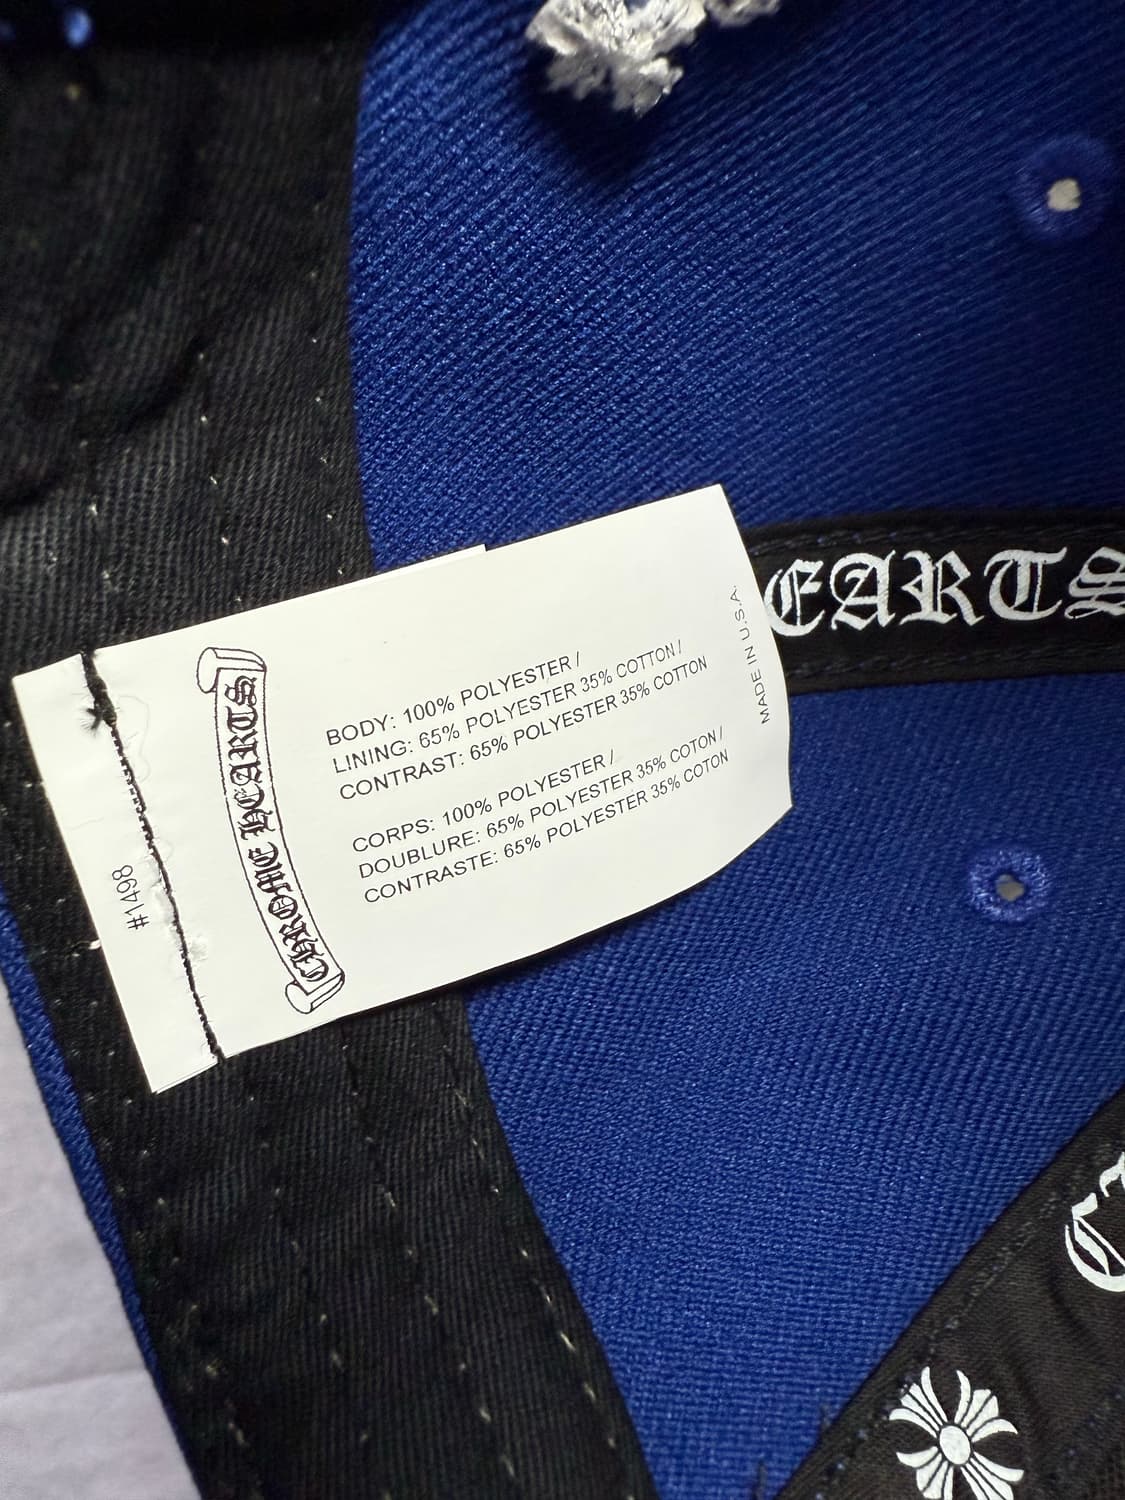 EARTS
BODY: 100% POLYESTER /
LINING: 65% POLYESTER 35% COTTON /
CONTRAST: 65% POLYESTER 35% COTTON
CORPS: 100% POLYESTER /
DOUBLURE: 65% POLYESTER 35% COTON /
CONTRASTE: 65% POLYESTER 35% COTON
MADE IN U.S.A.
CHROME HEARTS
#1498
C